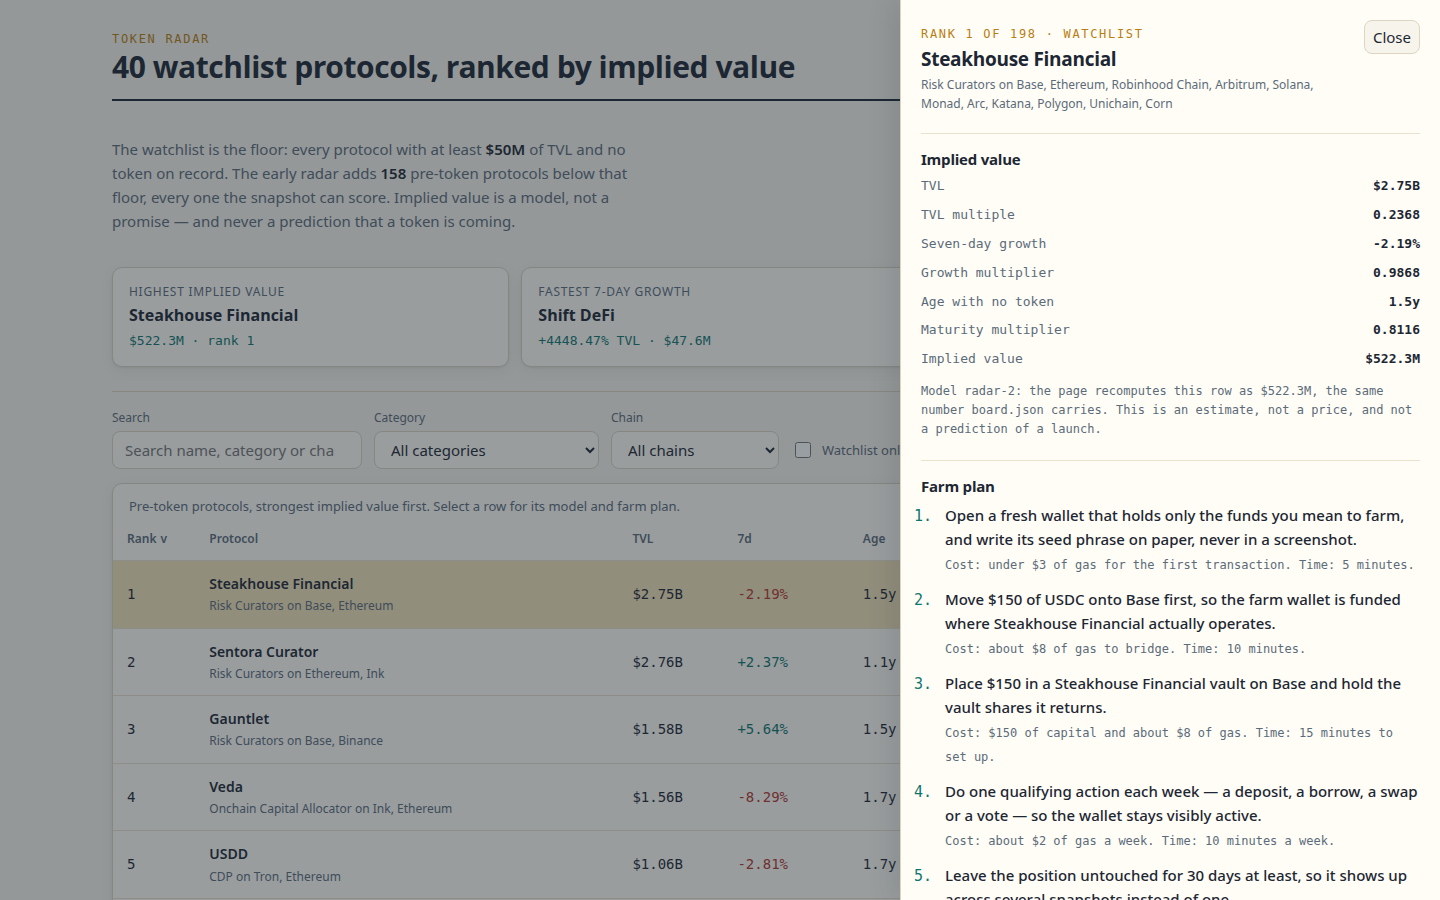 TOKEN RADAR
40 watchlist protocols, ranked by implied value
The watchlist is the floor: every protocol with at least $50M of TVL and no
token on record. The early radar adds 158 pre-token protocols below that
floor, every one the snapshot can score. Implied value is a model, not a
promise — and never a prediction that a token is coming.
HIGHEST IMPLIED VALUE
Steakhouse Financial
$522.3M · rank 1
FASTEST 7-DAY GROWTH
Shift DeFi
+4448.47% TVL · $47.6M
Search
Category
Chain
Search name, category or cha
All categories
All chains
Watchlist onl
Pre-token protocols, strongest implied value first. Select a row for its model and farm plan.
Rank v Protocol TVL 7d Age
1 Steakhouse Financial $2.75B -2.19% 1.5y
Risk Curators on Base, Ethereum
2 Sentora Curator $2.76B +2.37% 1.1y
Risk Curators on Ethereum, Ink
3 Gauntlet $1.58B +5.64% 1.5y
Risk Curators on Base, Binance
4 Veda $1.56B -8.29% 1.7y
Onchain Capital Allocator on Ink, Ethereum
5 USDD $1.06B -2.81% 1.7y
CDP on Tron, Ethereum
RANK 1 OF 198 · WATCHLIST
Close
Steakhouse Financial
Risk Curators on Base, Ethereum, Robinhood Chain, Arbitrum, Solana,
Monad, Arc, Katana, Polygon, Unichain, Corn
Implied value
TVL $2.75B
TVL multiple 0.2368
Seven-day growth -2.19%
Growth multiplier 0.9868
Age with no token 1.5y
Maturity multiplier 0.8116
Implied value $522.3M
Model radar-2: the page recomputes this row as $522.3M, the same
number board.json carries. This is an estimate, not a price, and not
a prediction of a launch.
Farm plan
1. Open a fresh wallet that holds only the funds you mean to farm,
and write its seed phrase on paper, never in a screenshot.
Cost: under $3 of gas for the first transaction. Time: 5 minutes.
2. Move $150 of USDC onto Base first, so the farm wallet is funded
where Steakhouse Financial actually operates.
Cost: about $8 of gas to bridge. Time: 10 minutes.
3. Place $150 in a Steakhouse Financial vault on Base and hold the
vault shares it returns.
Cost: $150 of capital and about $8 of gas. Time: 15 minutes to
set up.
4. Do one qualifying action each week — a deposit, a borrow, a swap
or a vote — so the wallet stays visibly active.
Cost: about $2 of gas a week. Time: 10 minutes a week.
5. Leave the position untouched for 30 days at least, so it shows up
across several snapshots instead of one.